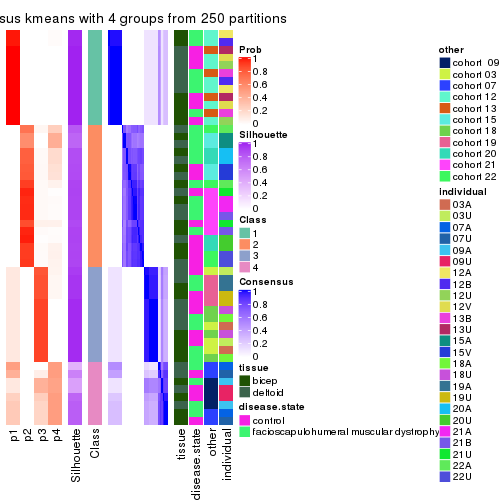 sus kmeans with 4 groups from 250 partitions
Prob
1
0.8
0.6
0.4
0.2
0
Silhouette
1
0.8
0.6
0.4
0.2
0
Class
1
2
3
4
Consensus
1
0.8
0.6
0.4
0.2
0
tissue
bicep
deltoid
disease.state
control
facioscapulohumeral muscular dystrophy
other
cohort 09
cohort 03
cohort 07
cohort 12
cohort 13
cohort 15
cohort 18
cohort 19
cohort 20
cohort 21
cohort 22
individual
03A
03U
07A
07U
09A
09U
12A
12B
12U
12V
13B
13U
15A
15V
18A
18U
19A
19U
20A
20U
21A
21B
21U
22A
22U
p1
p2
p3
p4
Silhouette
Class
tissue
disease.state
other
individual